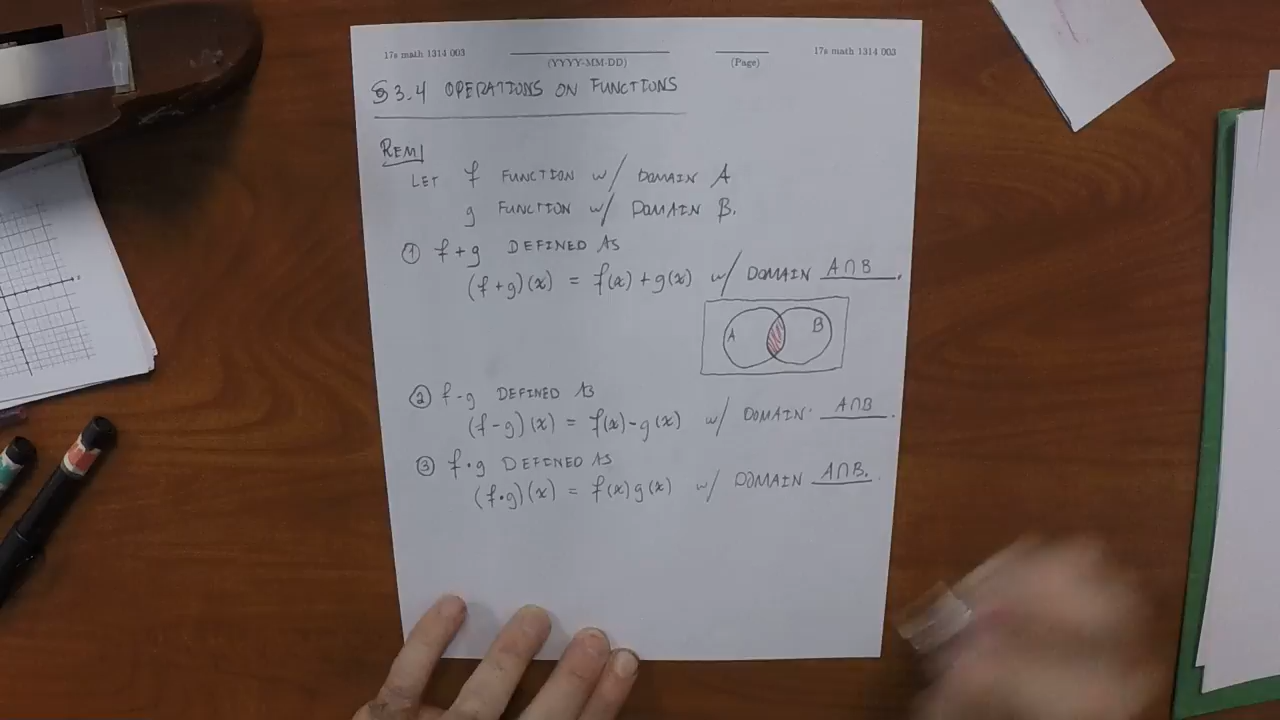 17s math 1314 003 (YYYY-MM-DD) (Page) 17s math 1314 003
§3.4 OPERATIONS ON FUNCTIONS
REM
LET f FUNCTION w/ DOMAIN A
g FUNCTION w/ DOMAIN B.
① f+g DEFINED AS
(f+g)(x) = f(x)+g(x) w/ DOMAIN A∩B.
A B
② f-g DEFINED AS
(f-g)(x) = f(x)-g(x) w/ DOMAIN A∩B.
③ f·g DEFINED AS
(f·g)(x) = f(x)g(x) w/ DOMAIN A∩B.